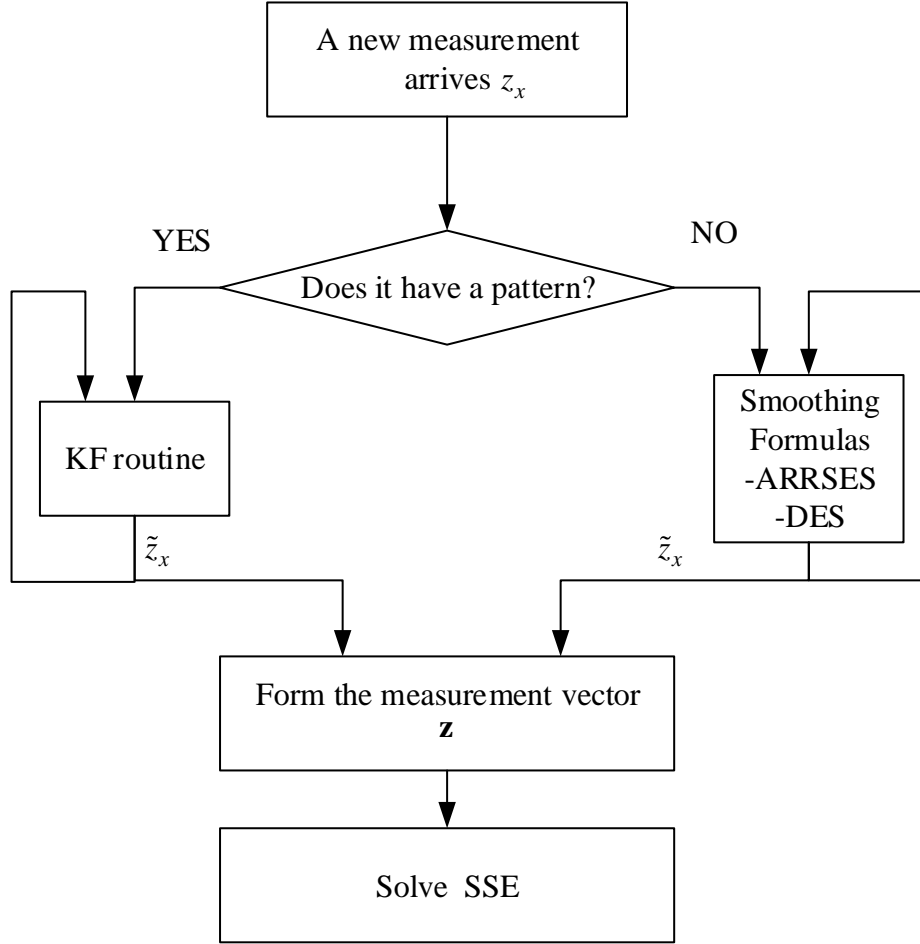 A new measurement
arrives z_x
YES
NO
Does it have a pattern?
KF routine
Smoothing
Formulas
-ARRSES
-DES
z̃_x
z̃_x
Form the measurement vector
z
Solve SSE